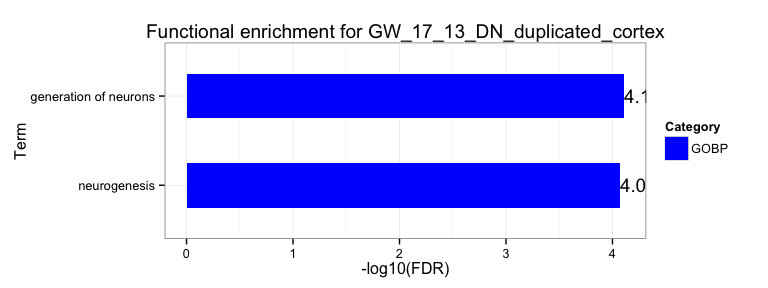 Functional enrichment for GW_17_13_DN_duplicated_cortex
Term
generation of neurons
4.1
neurogenesis
4.0
0 1 2 3 4
-log10(FDR)
Category
GOBP